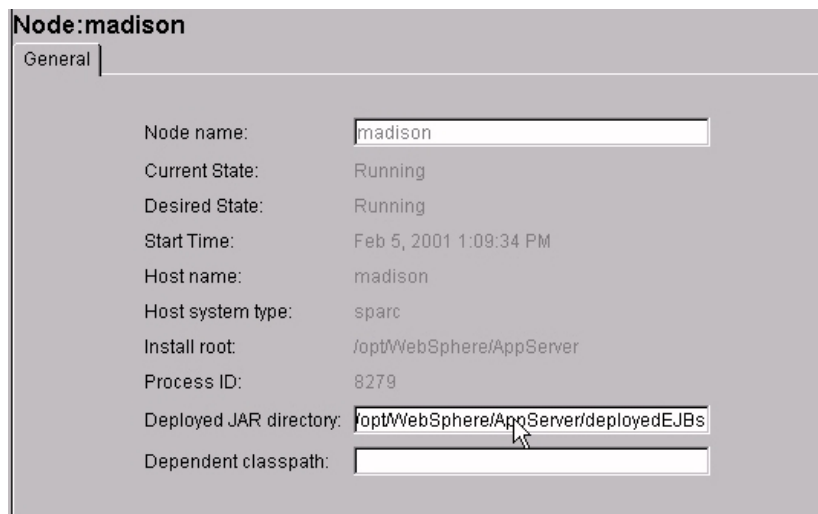 Node:madison
General
Node name: madison
Current State: Running
Desired State: Running
Start Time: Feb 5, 2001 1:09:34 PM
Host name: madison
Host system type: sparc
Install root: /opt/WebSphere/AppServer
Process ID: 8279
Deployed JAR directory: /opt/WebSphere/AppServer/deployedEJBs
Dependent classpath: